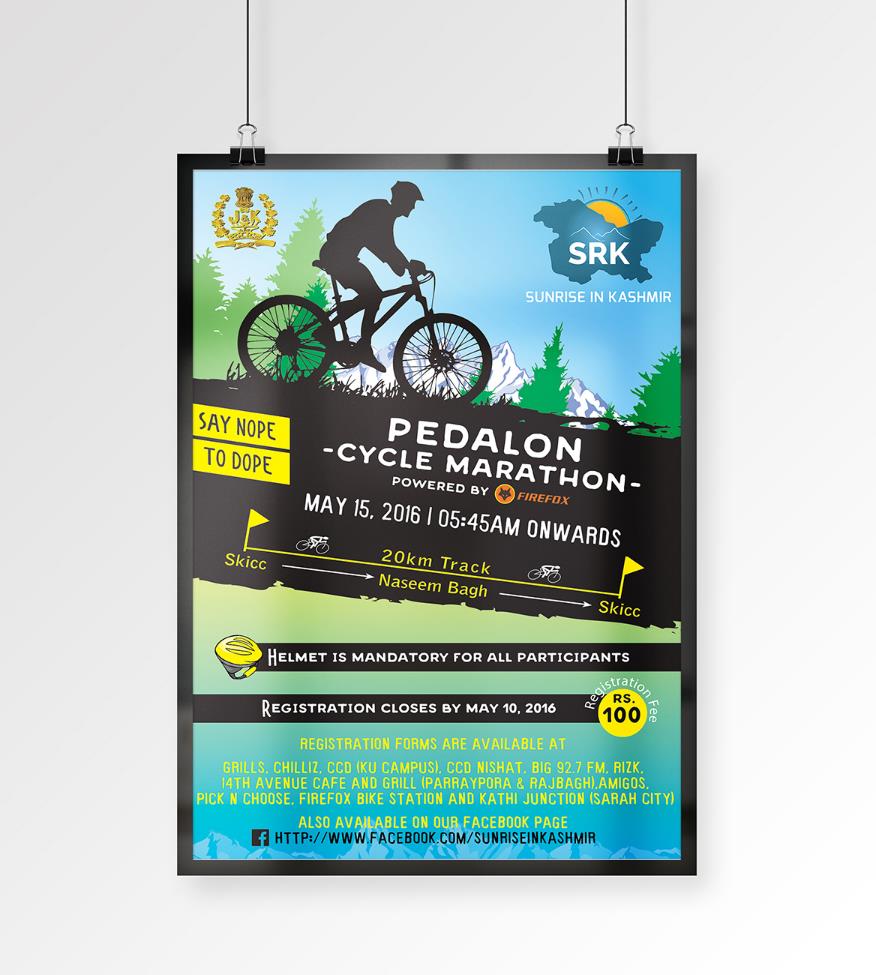 J&K
SRK
SUNRISE IN KASHMIR
SAY NOPE
TO DOPE
PEDALON
-CYCLE MARATHON-
POWERED BY FIREFOX
MAY 15, 2016 | 05:45AM ONWARDS
20km Track
Skicc
Naseem Bagh
Skicc
HELMET IS MANDATORY FOR ALL PARTICIPANTS
REGISTRATION CLOSES BY MAY 10, 2016
Registration Fee
RS.
100
REGISTRATION FORMS ARE AVAILABLE AT
GRILLS, CHILLIZ, CCD (KU CAMPUS), CCD NISHAT, BIG 92.7 FM, RIZK,
14TH AVENUE CAFE AND GRILL (PARRAYPORA & RAJBAGH),AMIGOS,
PICK N CHOOSE, FIREFOX BIKE STATION AND KATHI JUNCTION (SARAH CITY)
ALSO AVAILABLE ON OUR FACEBOOK PAGE
HTTP://WWW.FACEBOOK.COM/SUNRISEINKASHMIR